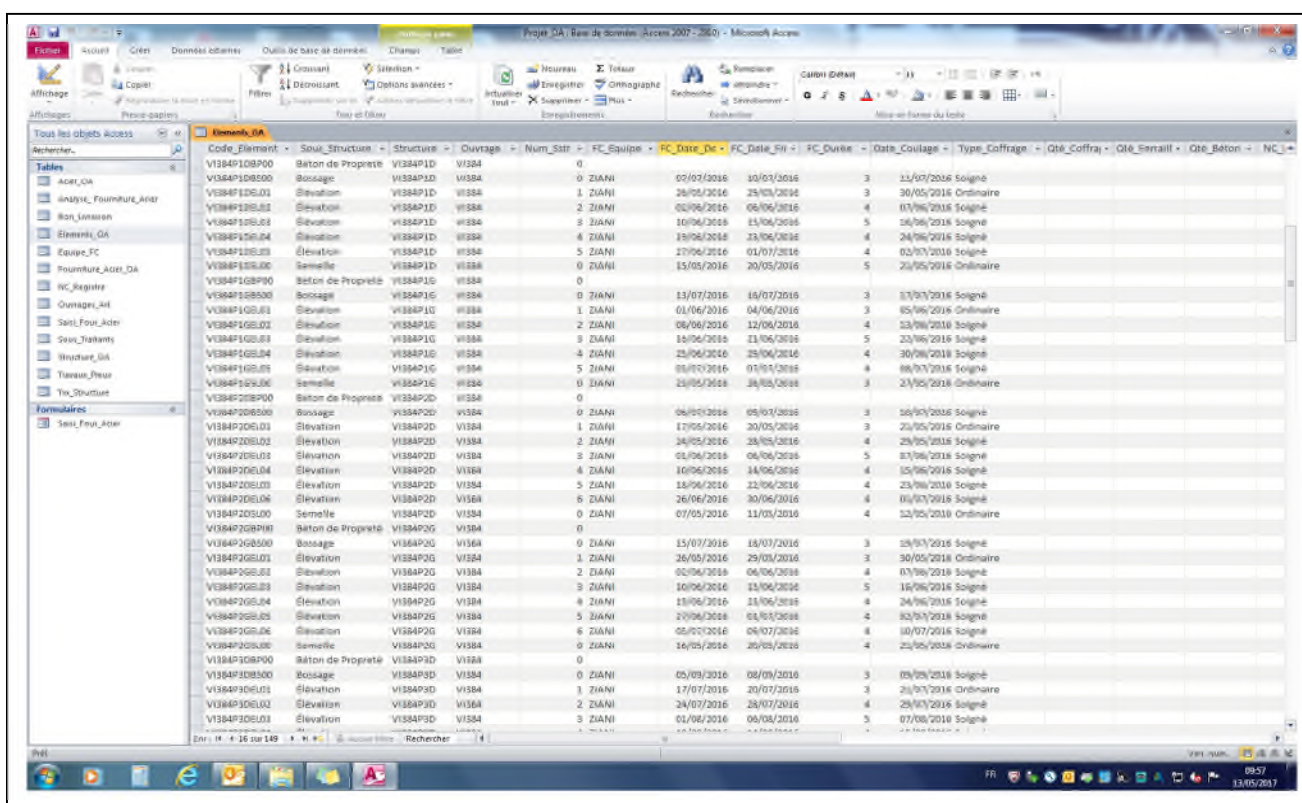 Projet_OA : Base de données (Access 2007 - 2010) - Microsoft Access
Fichier Accueil Créer Données externes Outils de base de données Champs Table
Affichage
Copier
Filtrer
Croissant
Décroissant
Sélection
Options avancées
Actualiser tout
Nouveau
Enregistrer
Supprimer
Totaux
Orthographe
Plus
Rechercher
Remplacer
Atteindre
Sélectionner
Calibri (Détail) 11
G I S
Affichages Presse-papiers Trier et filtrer Enregistrements Rechercher Mise en forme du texte
Tous les objets Access
Rechercher...
Tables
Acier_OA
Analyse_Fourniture_Acier
Bon_Livraison
Elements_OA
Equipe_FC
Fourniture_Acier_OA
NC_Registre
Ouvrages_Art
Saisi_Four_Acier
Sous_Traitants
Structure_OA
Travaux_Pieux
Trx_Structure
Formulaires
Saisi_Four_Acier
Elements_OA
Code_Element Sous_Structure Structure Ouvrage Num_Sstr FC_Equipe FC_Date_De FC_Date_Fin FC_Durée Date_Coulage Type_Coffrage Qté_Coffraj Qté_Ferraill Qté_Béton
VI384P1DBP00 Béton de Propreté VI384P1D VI384 0
VI384P1DBS00 Bossage VI384P1D VI384 0 ZIANI 07/07/2016 10/07/2016 3 11/07/2016 Soigné
VI384P1DEL01 Élévation VI384P1D VI384 1 ZIANI 26/05/2016 29/05/2016 3 30/05/2016 Ordinaire
VI384P1DEL02 Élévation VI384P1D VI384 2 ZIANI 02/06/2016 06/06/2016 4 07/06/2016 Soigné
VI384P1DEL03 Élévation VI384P1D VI384 3 ZIANI 10/06/2016 15/06/2016 5 16/06/2016 Soigné
VI384P1DEL04 Élévation VI384P1D VI384 4 ZIANI 19/06/2016 23/06/2016 4 24/06/2016 Soigné
VI384P1DEL05 Élévation VI384P1D VI384 5 ZIANI 27/06/2016 01/07/2016 4 02/07/2016 Soigné
VI384P1DSL00 Semelle VI384P1D VI384 0 ZIANI 15/05/2016 20/05/2016 5 21/05/2016 Ordinaire
VI384P1GBP00 Béton de Propreté VI384P1G VI384 0
VI384P1GBS00 Bossage VI384P1G VI384 0 ZIANI 13/07/2016 16/07/2016 3 17/07/2016 Soigné
VI384P1GEL01 Élévation VI384P1G VI384 1 ZIANI 01/06/2016 04/06/2016 3 05/06/2016 Ordinaire
VI384P1GEL02 Élévation VI384P1G VI384 2 ZIANI 08/06/2016 12/06/2016 4 13/06/2016 Soigné
VI384P1GEL03 Élévation VI384P1G VI384 3 ZIANI 16/06/2016 21/06/2016 5 22/06/2016 Soigné
VI384P1GEL04 Élévation VI384P1G VI384 4 ZIANI 25/06/2016 29/06/2016 4 30/06/2016 Soigné
VI384P1GEL05 Élévation VI384P1G VI384 5 ZIANI 03/07/2016 07/07/2016 4 08/07/2016 Soigné
VI384P1GSL00 Semelle VI384P1G VI384 0 ZIANI 3 27/05/2016 Ordinaire
VI384P2DBP00 Béton de Propreté VI384P2D VI384 0
VI384P2DBS00 Bossage VI384P2D VI384 0 ZIANI 06/07/2016 09/07/2016 3 10/07/2016 Soigné
VI384P2DEL01 Élévation VI384P2D VI384 1 ZIANI 17/05/2016 20/05/2016 3 21/05/2016 Ordinaire
VI384P2DEL02 Élévation VI384P2D VI384 2 ZIANI 24/05/2016 28/05/2016 4 29/05/2016 Soigné
VI384P2DEL03 Élévation VI384P2D VI384 3 ZIANI 01/06/2016 06/06/2016 5 07/06/2016 Soigné
VI384P2DEL04 Élévation VI384P2D VI384 4 ZIANI 10/06/2016 14/06/2016 4 15/06/2016 Soigné
VI384P2DEL05 Élévation VI384P2D VI384 5 ZIANI 18/06/2016 22/06/2016 4 23/06/2016 Soigné
VI384P2DEL06 Élévation VI384P2D VI384 6 ZIANI 26/06/2016 30/06/2016 4 01/07/2016 Soigné
VI384P2DSL00 Semelle VI384P2D VI384 0 ZIANI 07/05/2016 11/05/2016 4 12/05/2016 Ordinaire
VI384P2GBP00 Béton de Propreté VI384P2G VI384 0
VI384P2GBS00 Bossage VI384P2G VI384 0 ZIANI 15/07/2016 18/07/2016 3 19/07/2016 Soigné
VI384P2GEL01 Élévation VI384P2G VI384 1 ZIANI 26/05/2016 29/05/2016 3 30/05/2016 Ordinaire
VI384P2GEL02 Élévation VI384P2G VI384 2 ZIANI 02/06/2016 06/06/2016 4 07/06/2016 Soigné
VI384P2GEL03 Élévation VI384P2G VI384 3 ZIANI 10/06/2016 15/06/2016 5 16/06/2016 Soigné
VI384P2GEL04 Élévation VI384P2G VI384 4 ZIANI 19/06/2016 23/06/2016 4 24/06/2016 Soigné
VI384P2GEL05 Élévation VI384P2G VI384 5 ZIANI 27/06/2016 01/07/2016 4 02/07/2016 Soigné
VI384P2GEL06 Élévation VI384P2G VI384 6 ZIANI 05/07/2016 09/07/2016 4 10/07/2016 Soigné
VI384P2GSL00 Semelle VI384P2G VI384 0 ZIANI 16/05/2016 20/05/2016 4 21/05/2016 Ordinaire
VI384P3DBP00 Béton de Propreté VI384P3D VI384 0
VI384P3DBS00 Bossage VI384P3D VI384 0 ZIANI 05/09/2016 08/09/2016 3 09/09/2016 Soigné
VI384P3DEL01 Élévation VI384P3D VI384 1 ZIANI 17/07/2016 20/07/2016 3 21/07/2016 Ordinaire
VI384P3DEL02 Élévation VI384P3D VI384 2 ZIANI 24/07/2016 28/07/2016 4 29/07/2016 Soigné
VI384P3DEL03 Élévation VI384P3D VI384 3 ZIANI 01/08/2016 06/08/2016 5 07/08/2016 Soigné
Enr : 16 sur 149 Aucun filtre Rechercher
Prêt Verr. num.
FR 09:57
13/05/2017